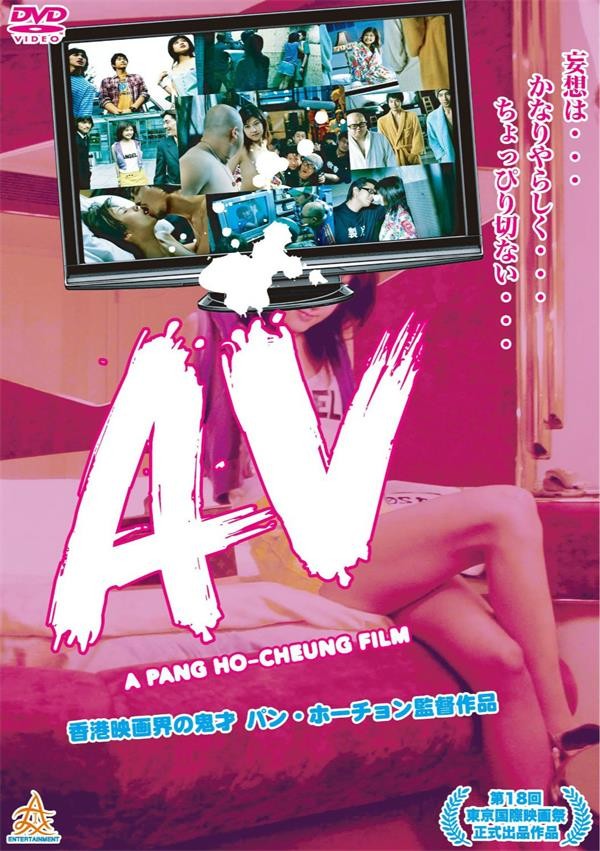 DVD
VIDEO
妄想は・・・
かなりやらしく・・・
ちょっぴり切ない・・・
ANGEL
製
EL
AV
A PANG HO-CHEUNG FILM
香港映画界の鬼才 パン・ホーチョン監督作品
ENTERTAINMENT
第18回
東京国際映画祭
正式出品作品